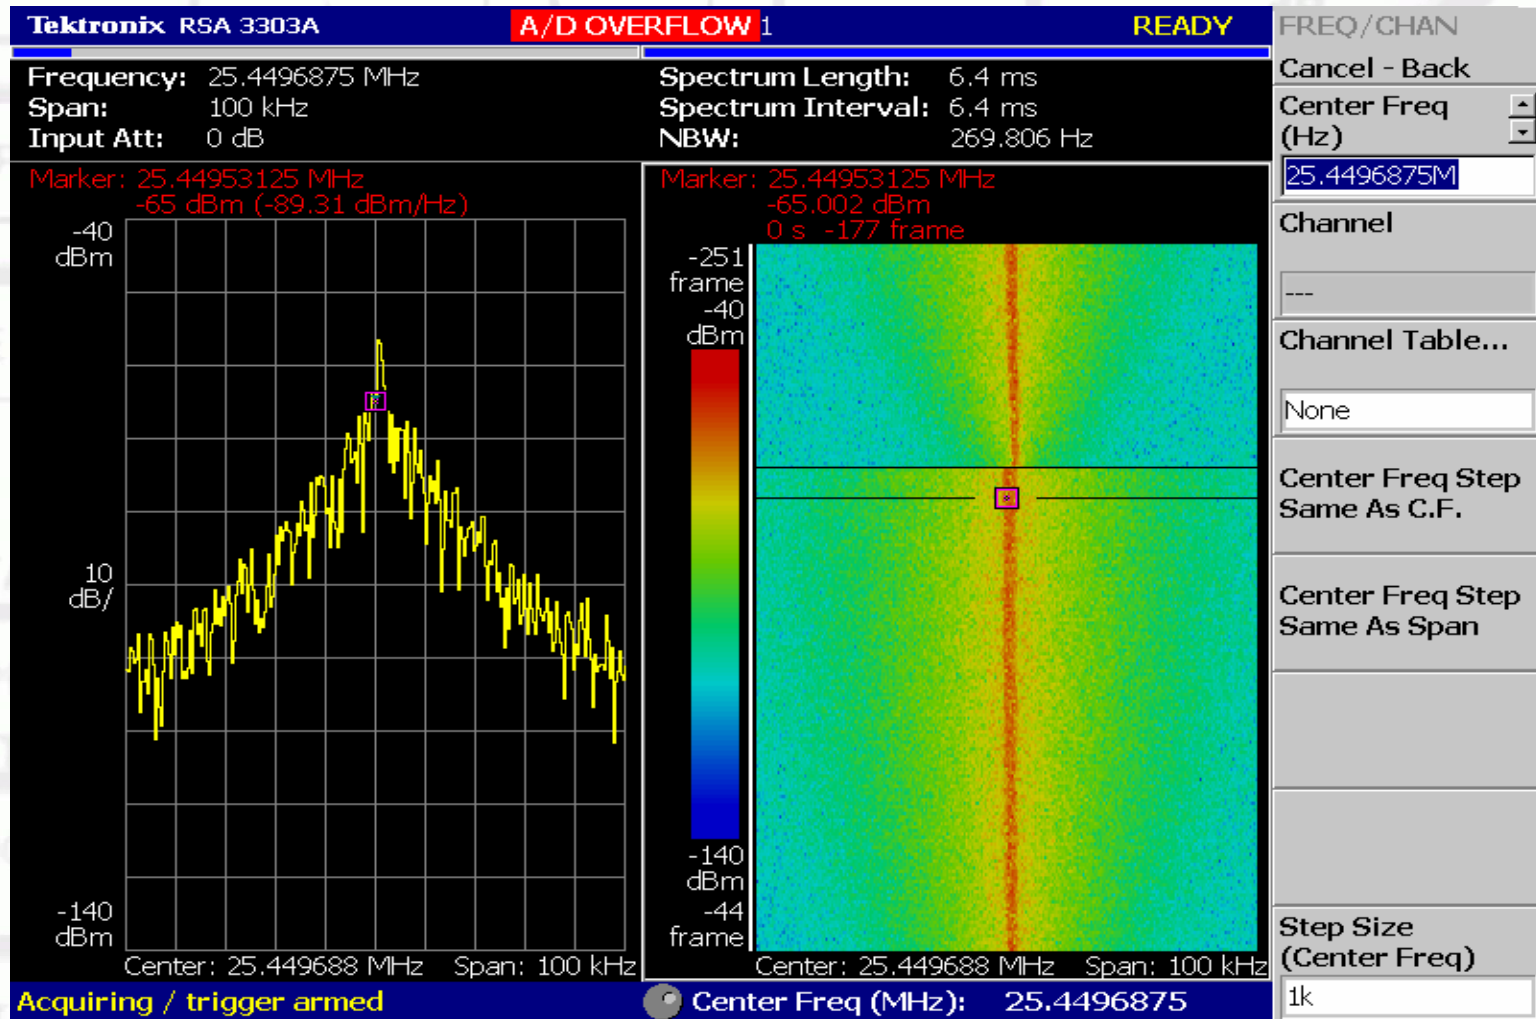 Tektronix RSA 3303A
A/D OVERFLOW 1
READY
Frequency: 25.4496875 MHz
Span: 100 kHz
Input Att: 0 dB
Spectrum Length: 6.4 ms
Spectrum Interval: 6.4 ms
NBW: 269.806 Hz
Marker: 25.44953125 MHz
-65 dBm (-89.31 dBm/Hz)
-40
dBm
10
dB/
-140
dBm
Center: 25.449688 MHz Span: 100 kHz
Marker: 25.44953125 MHz
-65.002 dBm
0 s -177 frame
-251
frame
-40
dBm
-140
dBm
-44
frame
Center: 25.449688 MHz Span: 100 kHz
Acquiring / trigger armed
Center Freq (MHz): 25.4496875
FREQ/CHAN
Cancel - Back
Center Freq
(Hz)
25.4496875M
Channel
---
Channel Table...
None
Center Freq Step
Same As C.F.
Center Freq Step
Same As Span
Step Size
(Center Freq)
1k